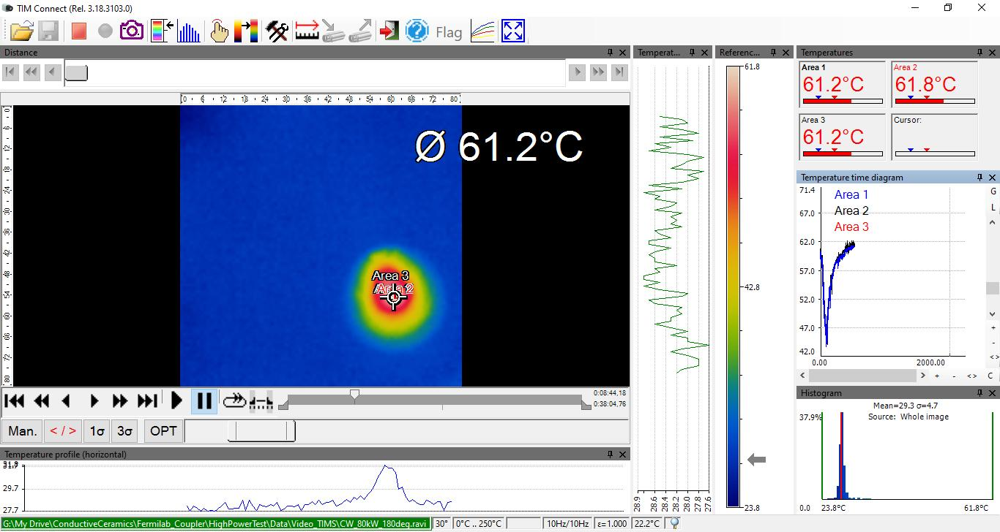 TIM Connect (Rel. 3.18.3103.0)
Flag
Distance
0 6 12 18 24 30 36 42 48 54 60 66 72 80
0
6
12
18
24
30
36
42
48
54
60
66
72
80
Ø 61.2°C
Area 3
Area 2
0:08:44,18
0:38:04,76
Man. < / > 1σ 3σ OPT
Temperature profile (horizontal)
31.7
29.7
27.7
Temperat...
28.9 28.6 28.4 28.2 28.0 27.8 27.6
Referenc...
61.8
42.8
23.8
Temperatures
Area 1
61.2°C
Area 2
61.8°C
Area 3
61.2°C
Cursor:
Temperature time diagram
71.4
67.0
62.0
57.0
52.0
47.0
42.0
Area 1
Area 2
Area 3
0.00 2000.00
G
L
+
-
<>
+ - <> C
Histogram
Mean=29.3 σ=4.7
Source: Whole image
37.9%
0.0 23.8°C 61.8°C
G:\My Drive\ConductiveCeramics\Fermilab_Coupler\HighPowerTest\Data\Video_TIMS\CW_80kW_180deg.ravi 30° 0°C .. 250°C 10Hz/10Hz ε=1.000 22.2°C